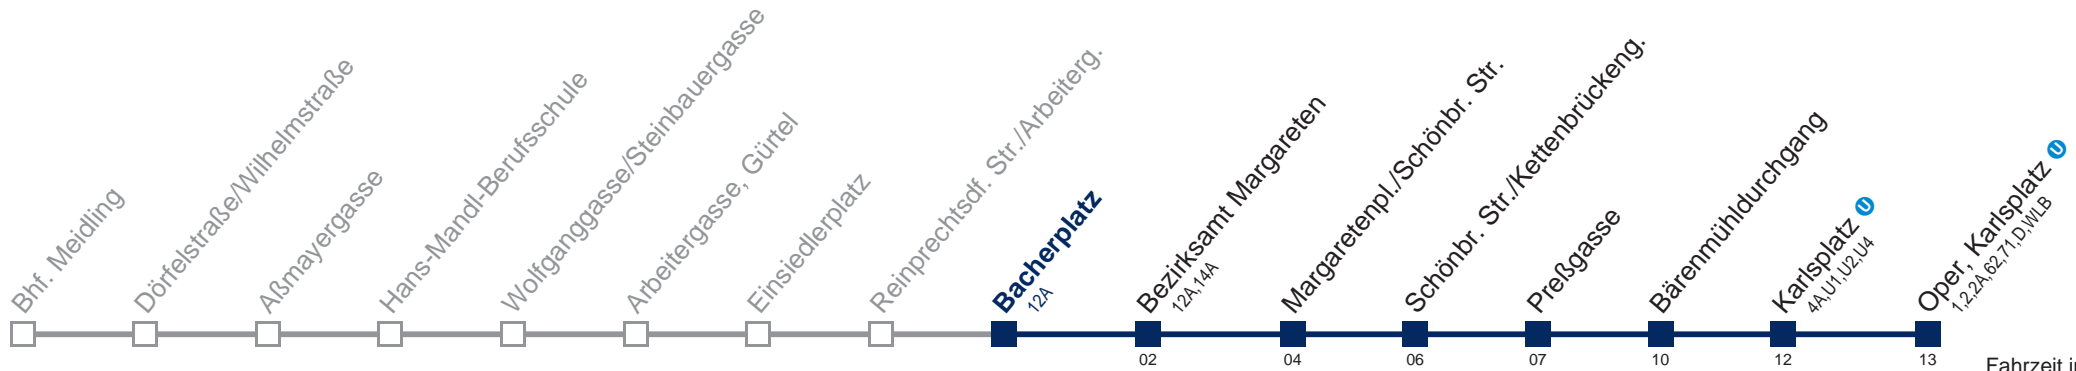 Bhf. Meidling
Dörfelstraße/Wilhelmstraße
Aßmayergasse
Hans-Mandl-Berufsschule
Wolfganggasse/Steinbauergasse
Arbeitergasse, Gürtel
Einsiedlerplatz
Reinprechtsdf. Str./Arbeiterg.
Bacherplatz
12A
Bezirksamt Margareten
12A,14A
Margaretenpl./Schönbr. Str.
Schönbr. Str./Kettenbrückeng.
Preßgasse
Bärenmühldurchgang
Karlsplatz U
4A,U1,U2,U4
Oper, Karlsplatz U
1,2,2A,62,71,D,WLB
02 04 06 07 10 12 13
Fahrzeit